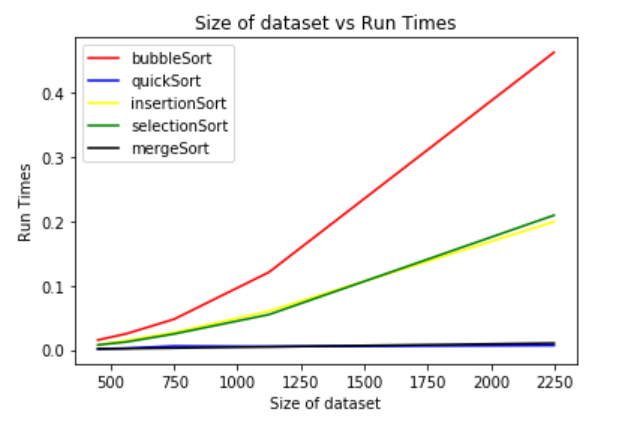 Size of dataset vs Run Times
bubbleSort
quickSort
insertionSort
selectionSort
mergeSort
Run Times
0.4
0.3
0.2
0.1
0.0
500 750 1000 1250 1500 1750 2000 2250
Size of dataset